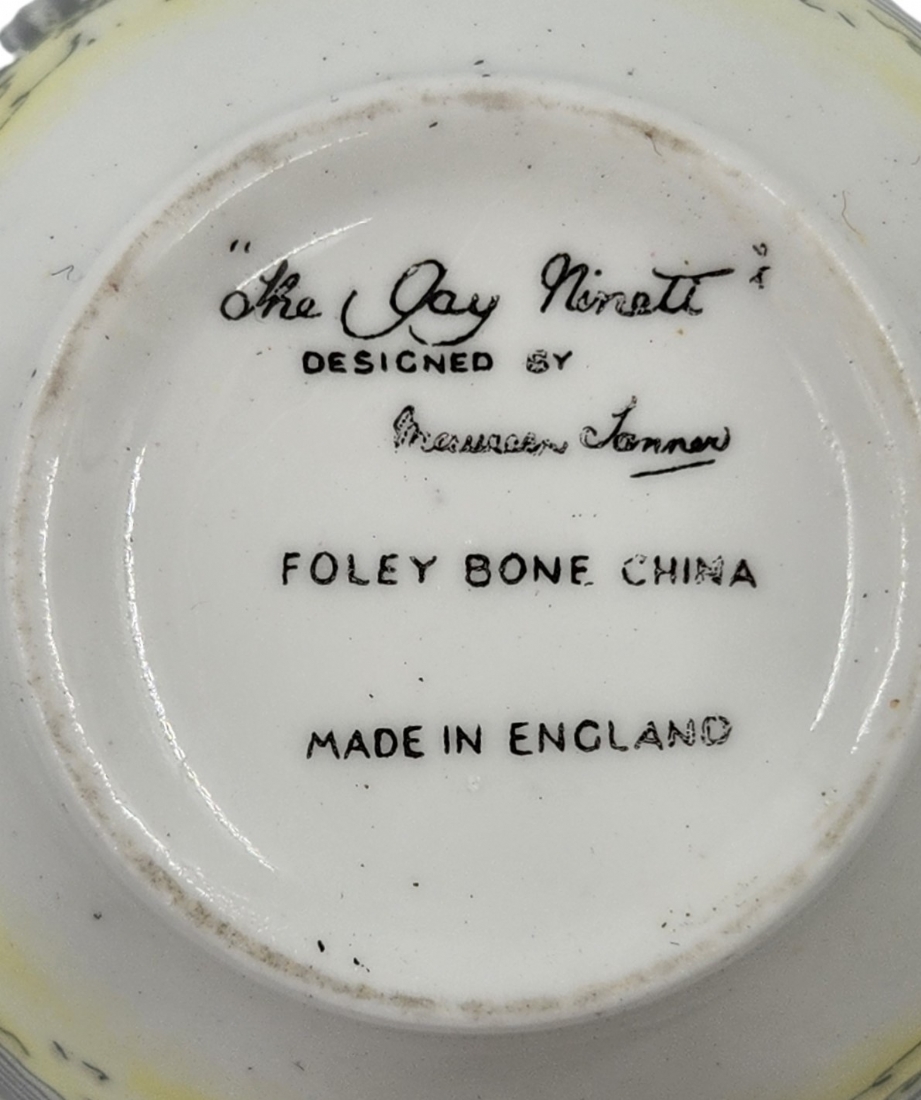 "The Gay Nineties"
DESIGNED BY
Maureen Tanner
FOLEY BONE CHINA
MADE IN ENGLAND